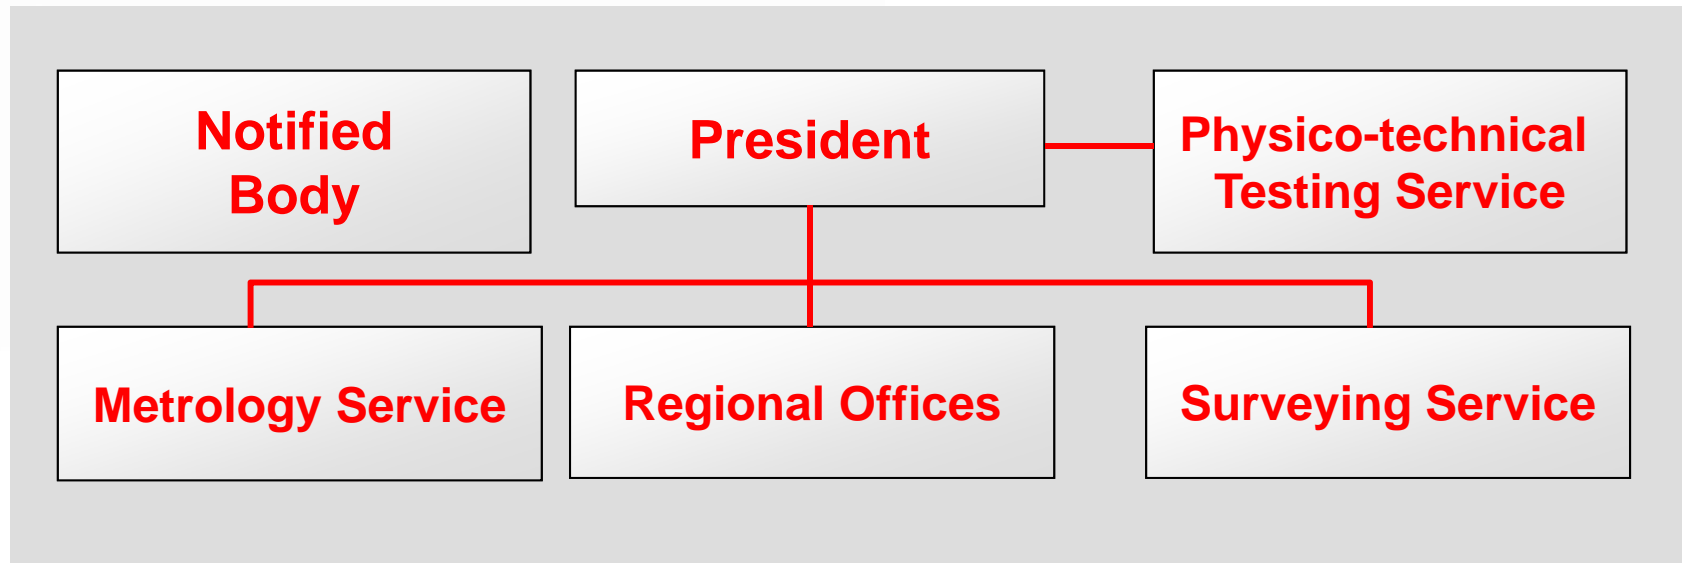 Notified
Body
President
Physico-technical
Testing Service
Metrology Service
Regional Offices
Surveying Service